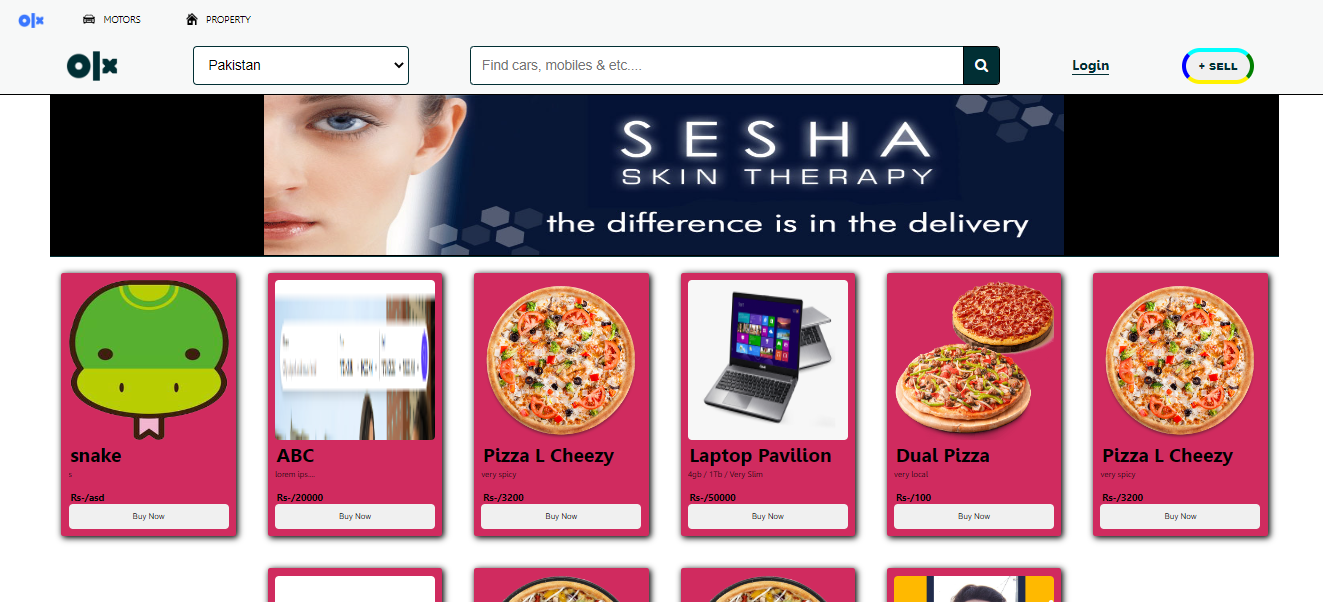 olx MOTORS PROPERTY
olx Pakistan Find cars, mobiles & etc.... Login + SELL
SESHA
SKIN THERAPY
the difference is in the delivery
snake
s
Rs-/asd
Buy Now
ABC
lorem ips...
Rs-/20000
Buy Now
Pizza L Cheezy
very spicy
Rs-/3200
Buy Now
Laptop Pavilion
4gb / 1Tb / Very Slim
Rs-/50000
Buy Now
Dual Pizza
very local
Rs-/100
Buy Now
Pizza L Cheezy
very spicy
Rs-/3200
Buy Now